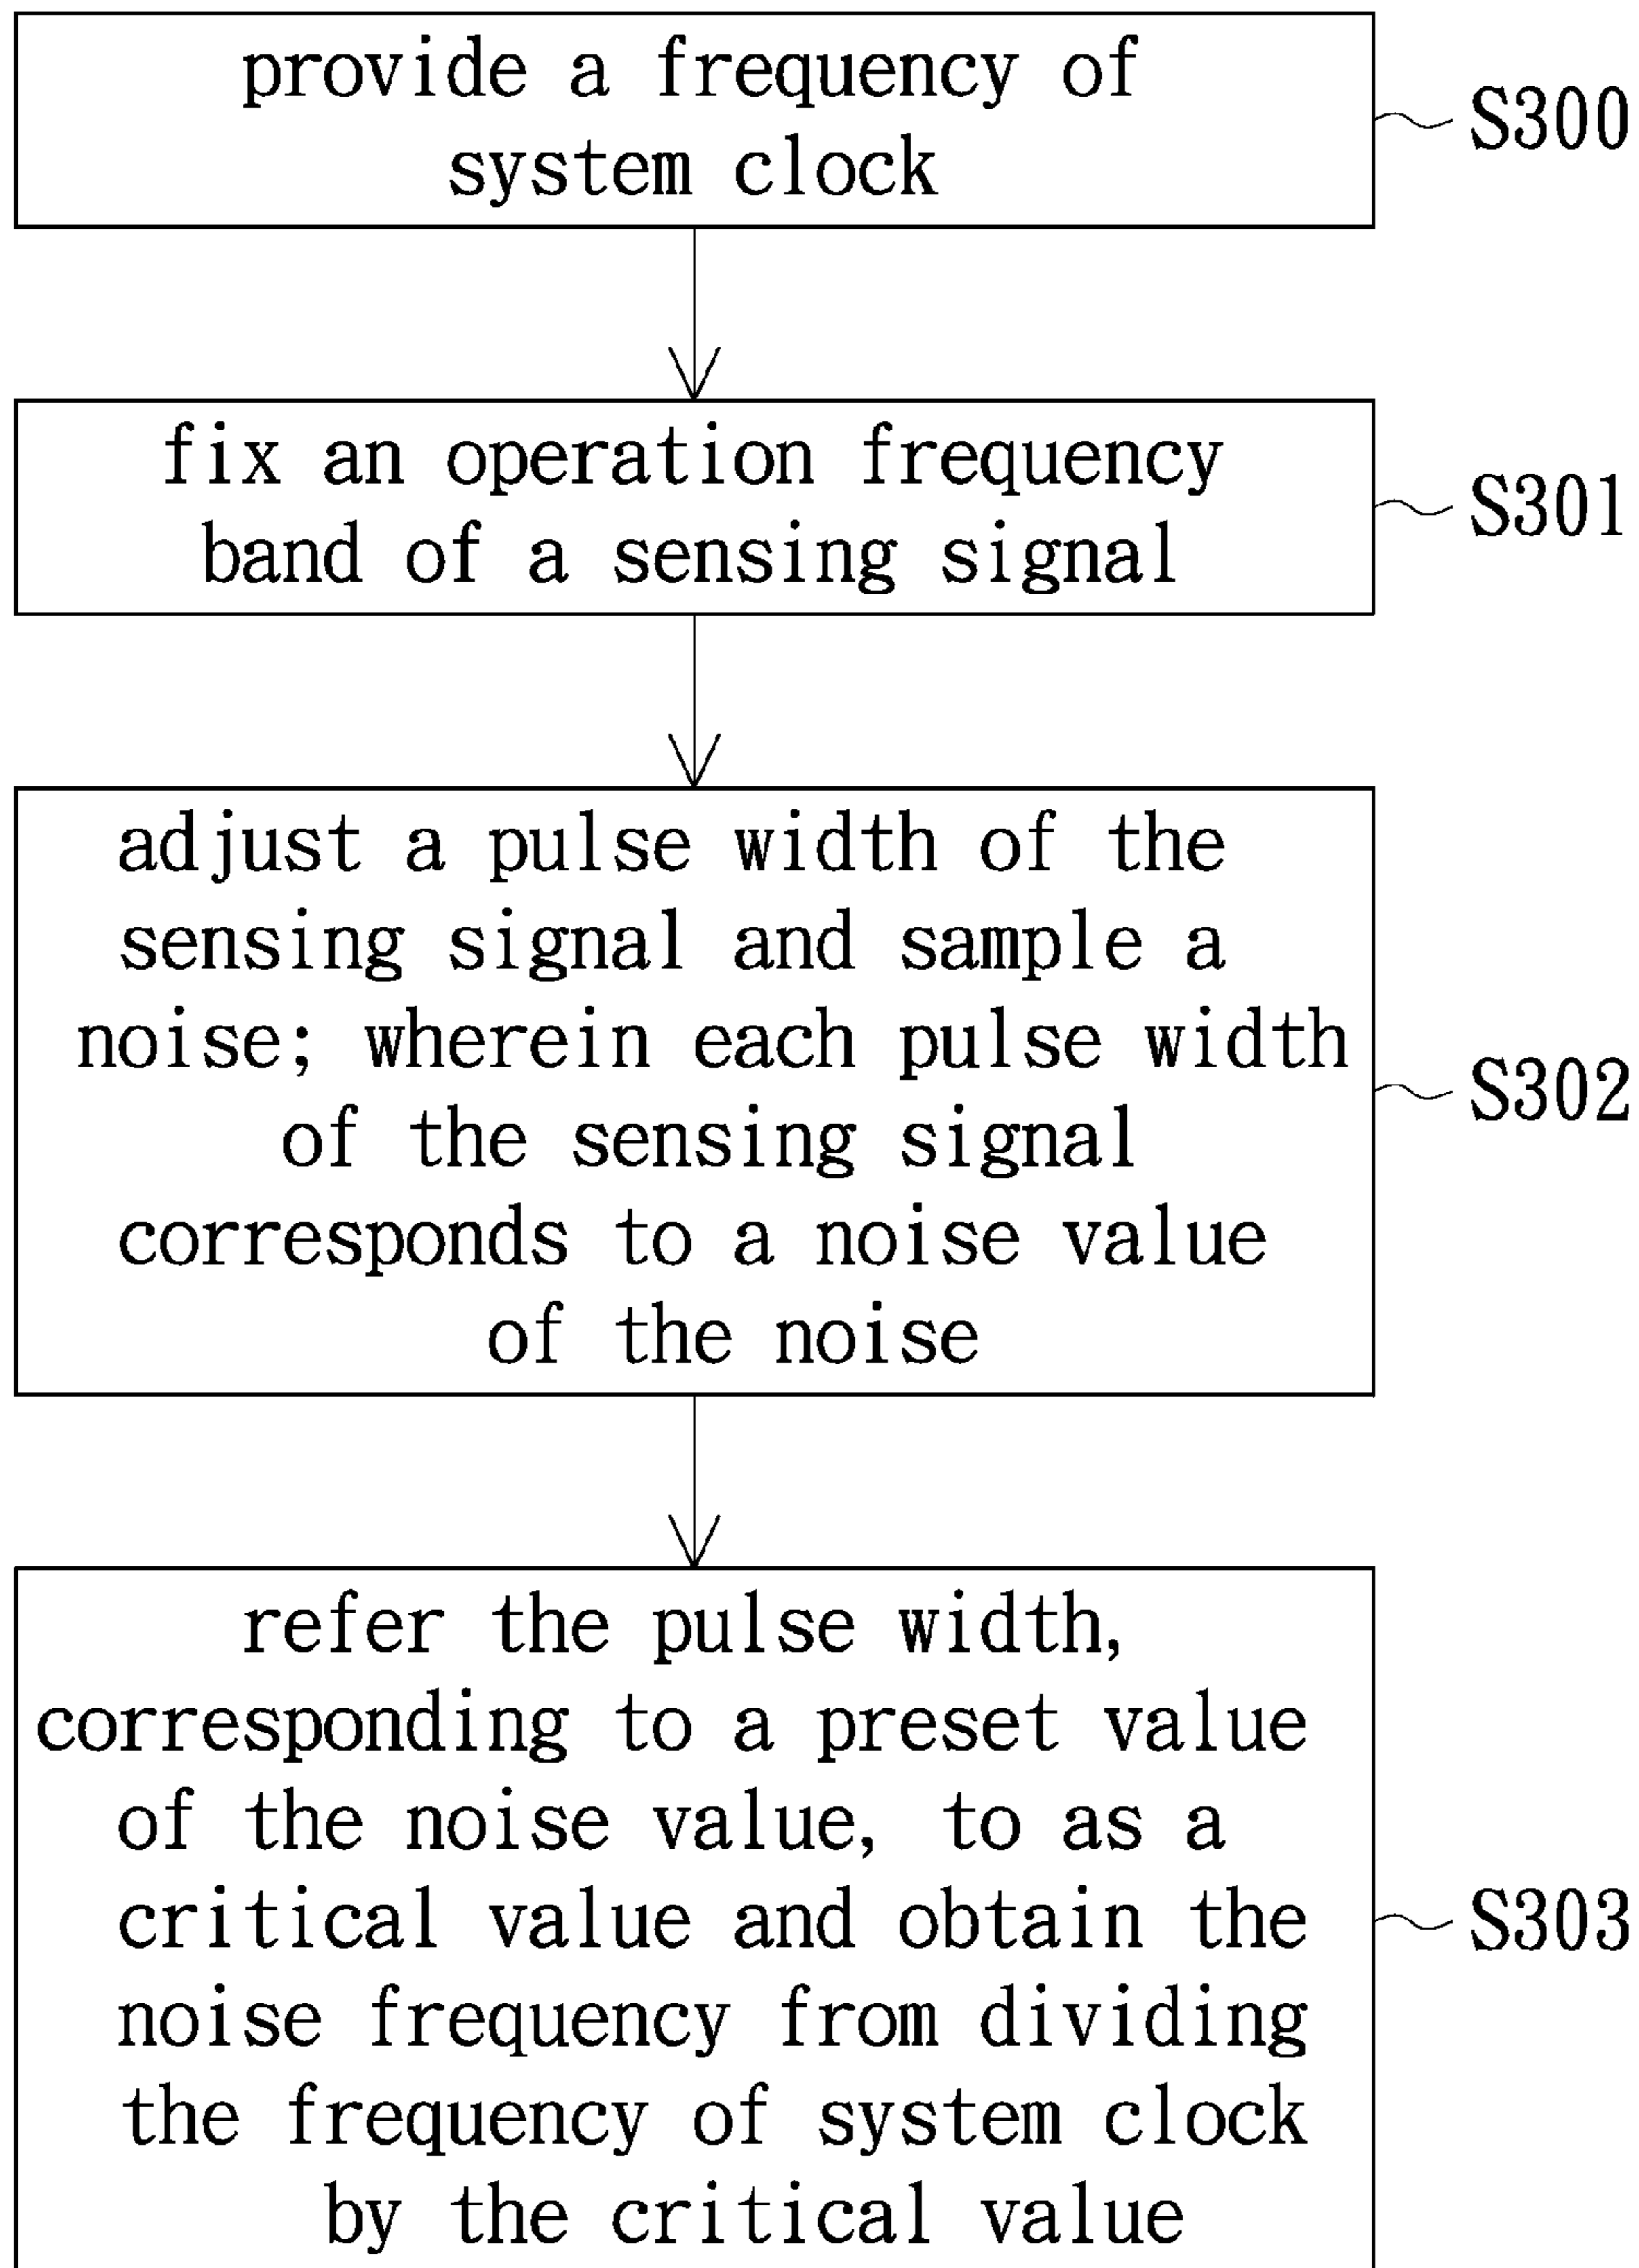 provide a frequency of
system clock
S300
fix an operation frequency
band of a sensing signal
S301
adjust a pulse width of the
sensing signal and sample a
noise; wherein each pulse width
of the sensing signal
corresponds to a noise value
of the noise
S302
refer the pulse width,
corresponding to a preset value
of the noise value, to as a
critical value and obtain the
noise frequency from dividing
the frequency of system clock
by the critical value
S303